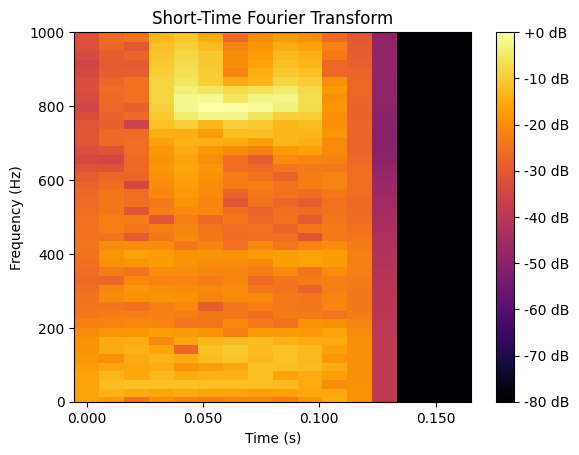 Short-Time Fourier Transform
Frequency (Hz)
1000
800
600
400
200
0
0.000
0.050
0.100
0.150
Time (s)
+0 dB
-10 dB
-20 dB
-30 dB
-40 dB
-50 dB
-60 dB
-70 dB
-80 dB